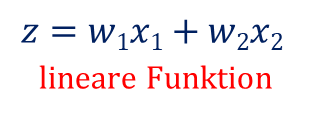 z = w₁x₁ + w₂x₂
lineare Funktion